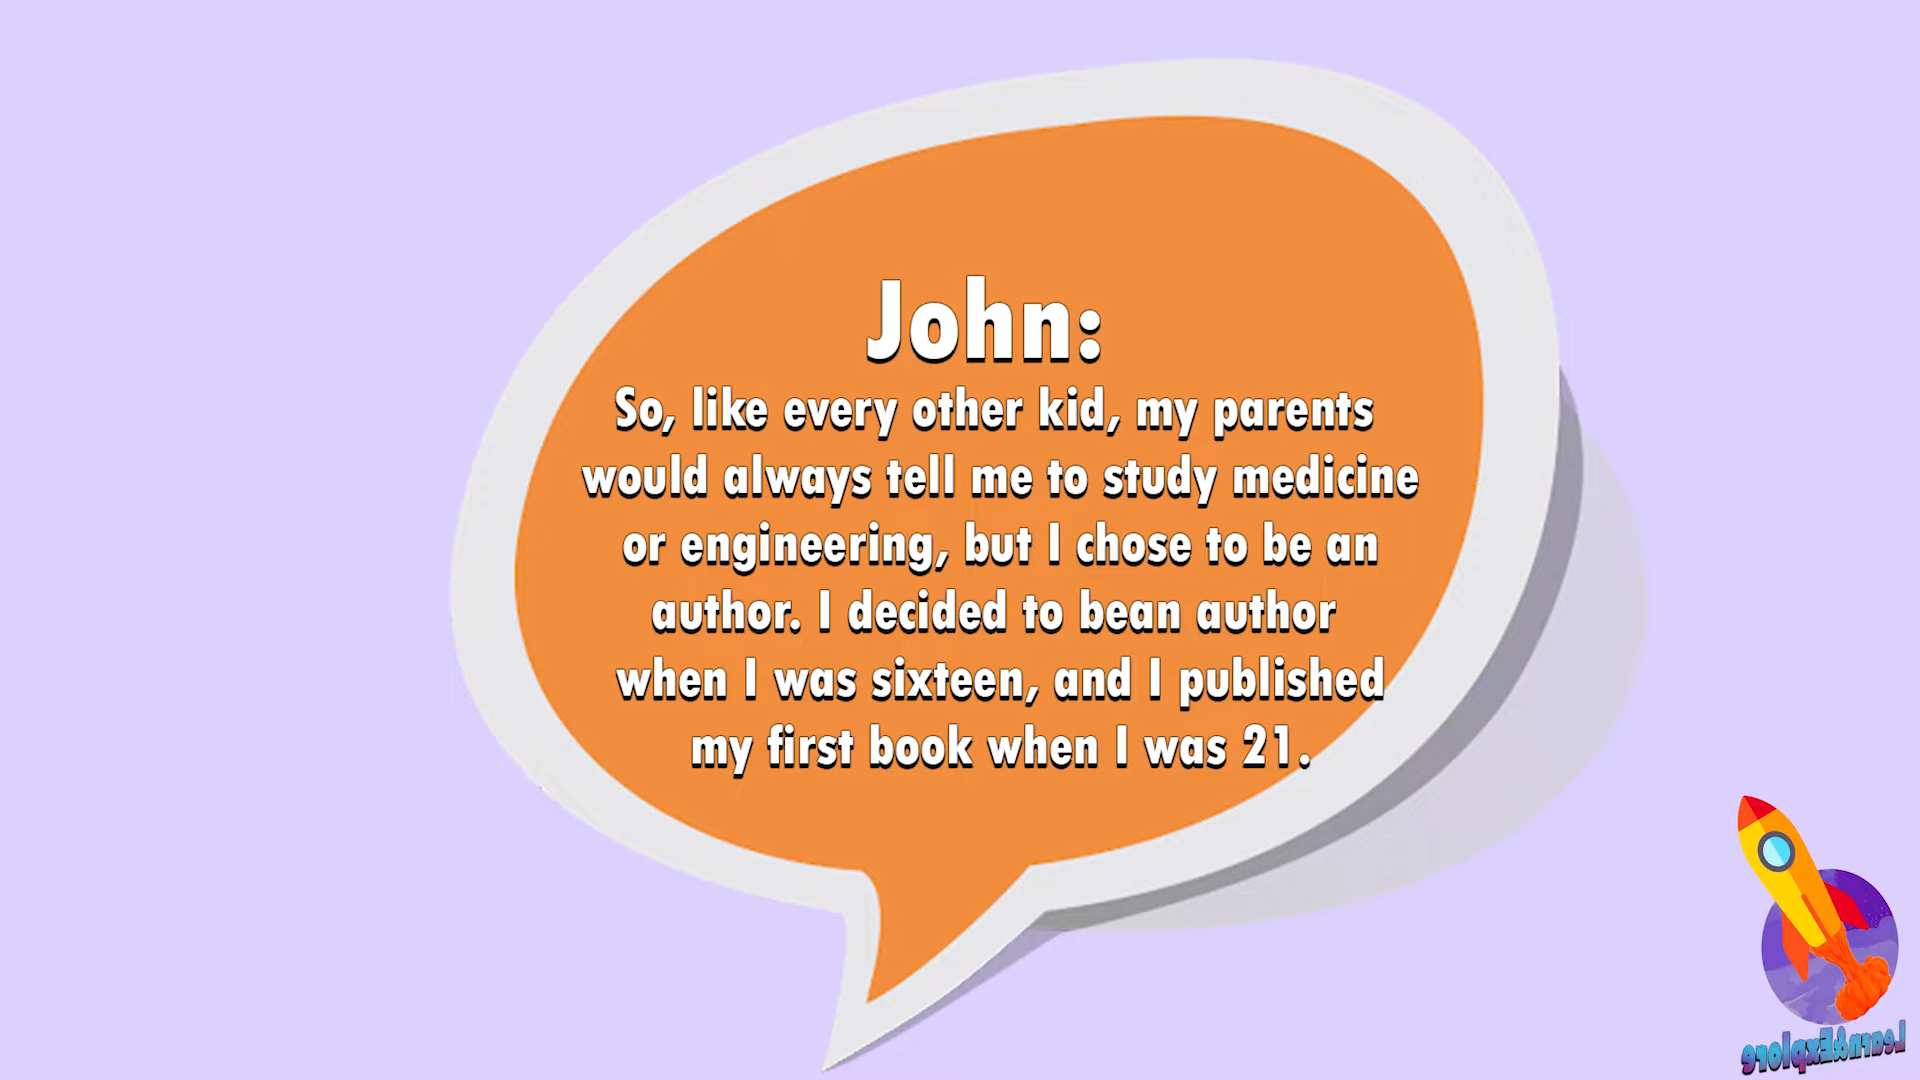 John:
So, like every other kid, my parents
would always tell me to study medicine
or engineering, but I chose to be an
author. I decided to bean author
when I was sixteen, and I published
my first book when I was 21.
Learn&Explore